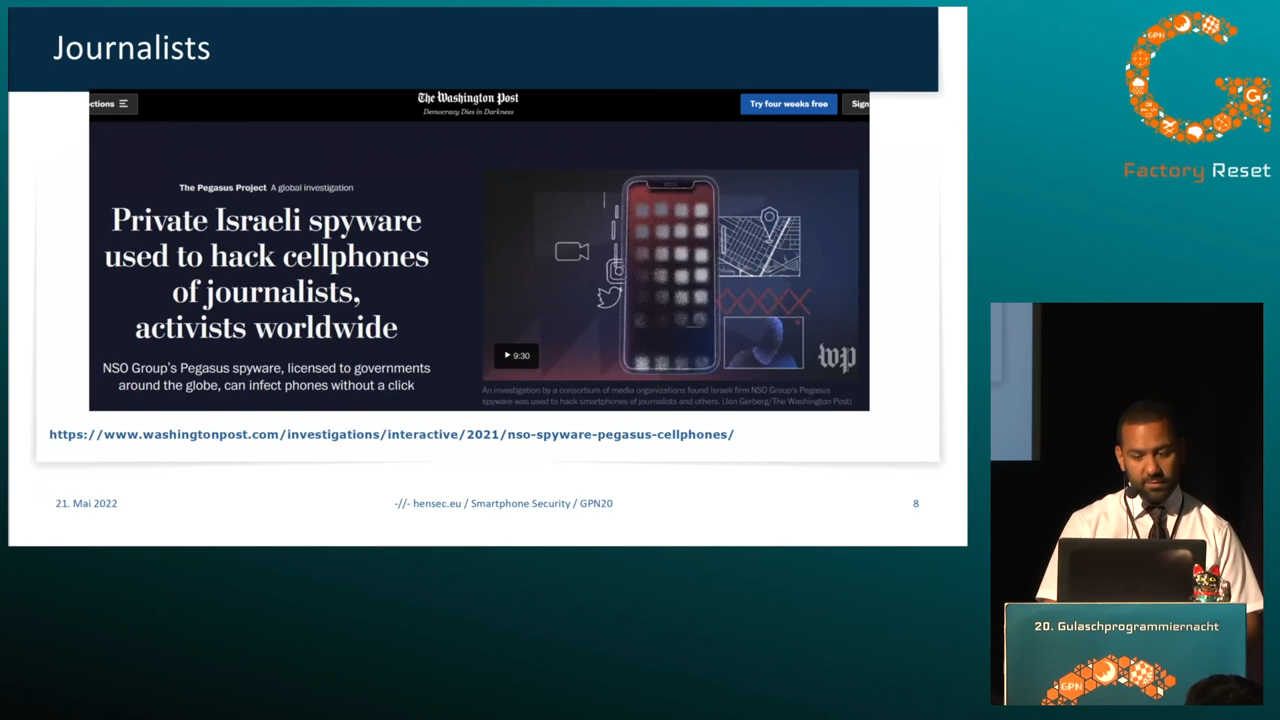 Journalists
ctions
The Washington Post
Democracy Dies in Darkness
Try four weeks free
Sign
The Pegasus Project A global investigation
Private Israeli spyware
used to hack cellphones
of journalists,
activists worldwide
NSO Group's Pegasus spyware, licensed to governments
around the globe, can infect phones without a click
9:30
wp
An investigation by a consortium of media organizations found Israeli firm NSO Group's Pegasus
spyware was used to hack smartphones of journalists and others. (Jon Gerberg/The Washington Post)
https://www.washingtonpost.com/investigations/interactive/2021/nso-spyware-pegasus-cellphones/
21. Mai 2022
-//- hensec.eu / Smartphone Security / GPN20
8
GPN
G
Factory Reset
20. Gulaschprogrammiernacht
GPN